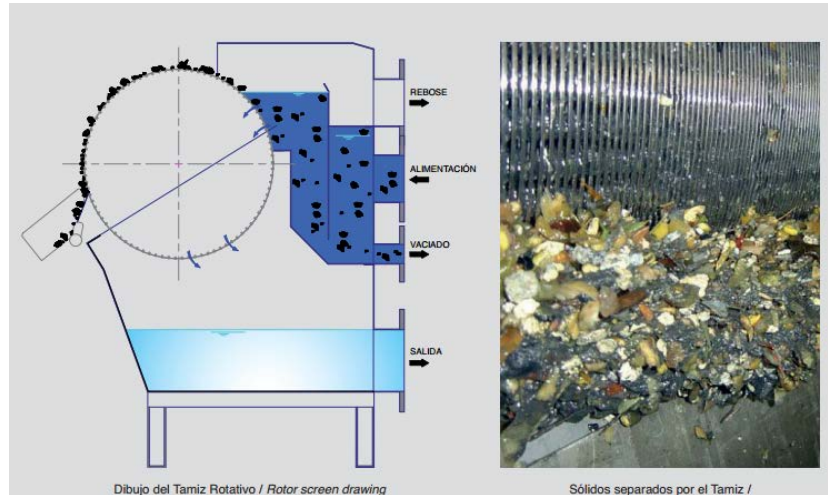 REBOSE
ALIMENTACIÓN
VACIADO
SALIDA
Dibujo del Tamiz Rotativo / Rotor screen drawing
Sólidos separados por el Tamiz /